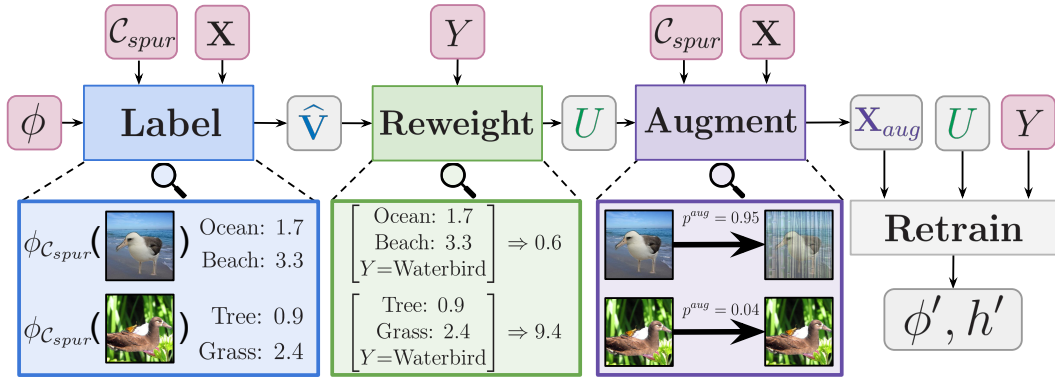 𝒞_spur X Y 𝒞_spur X
ϕ Label V̂ Reweight U Augment X_aug U Y
ϕ_𝒞spur( ) Ocean: 1.7
Beach: 3.3
ϕ_𝒞spur( ) Tree: 0.9
Grass: 2.4
Ocean: 1.7
Beach: 3.3 ⇒ 0.6
Y=Waterbird
Tree: 0.9
Grass: 2.4 ⇒ 9.4
Y=Waterbird
p^aug = 0.95
p^aug = 0.04
Retrain
ϕ′, h′